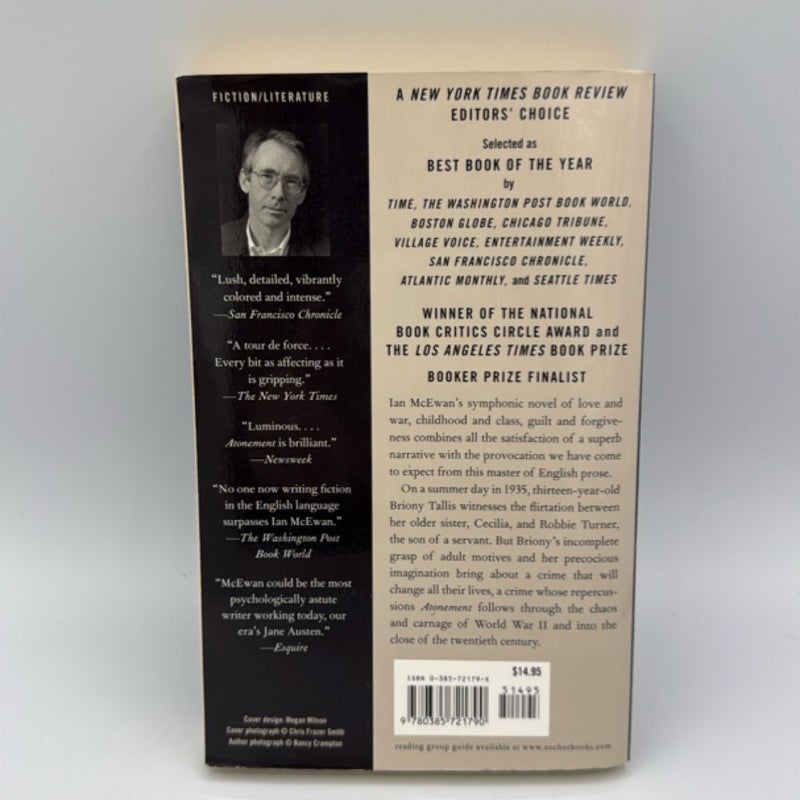 FICTION/LITERATURE
"Lush, detailed, vibrantly
colored and intense."
—San Francisco Chronicle
"A tour de force. . . .
Every bit as affecting as it
is gripping."
—The New York Times
"Luminous. . . .
Atonement is brilliant."
—Newsweek
"No one now writing fiction
in the English language
surpasses Ian McEwan."
—The Washington Post
Book World
"McEwan could be the most
psychologically astute
writer working today, our
era's Jane Austen."
—Esquire
Cover design: Megan Wilson
Cover photograph © Chris Frazer Smith
Author photograph © Nancy Crampton
A NEW YORK TIMES BOOK REVIEW
EDITORS' CHOICE
Selected as
BEST BOOK OF THE YEAR
by
TIME, THE WASHINGTON POST BOOK WORLD,
BOSTON GLOBE, CHICAGO TRIBUNE,
VILLAGE VOICE, ENTERTAINMENT WEEKLY,
SAN FRANCISCO CHRONICLE,
ATLANTIC MONTHLY, and SEATTLE TIMES
WINNER OF THE NATIONAL
BOOK CRITICS CIRCLE AWARD and
THE LOS ANGELES TIMES BOOK PRIZE
BOOKER PRIZE FINALIST
Ian McEwan's symphonic novel of love and
war, childhood and class, guilt and forgive-
ness combines all the satisfaction of a superb
narrative with the provocation we have come
to expect from this master of English prose.
On a summer day in 1935, thirteen-year-old
Briony Tallis witnesses the flirtation between
her older sister, Cecilia, and Robbie Turner,
the son of a servant. But Briony's incomplete
grasp of adult motives and her precocious
imagination bring about a crime that will
change all their lives, a crime whose repercus-
sions Atonement follows through the chaos
and carnage of World War II and into the
close of the twentieth century.
$14.95
ISBN 0-385-72179-X
51495
9 780385 721790
reading group guide available at www.anchorbooks.com